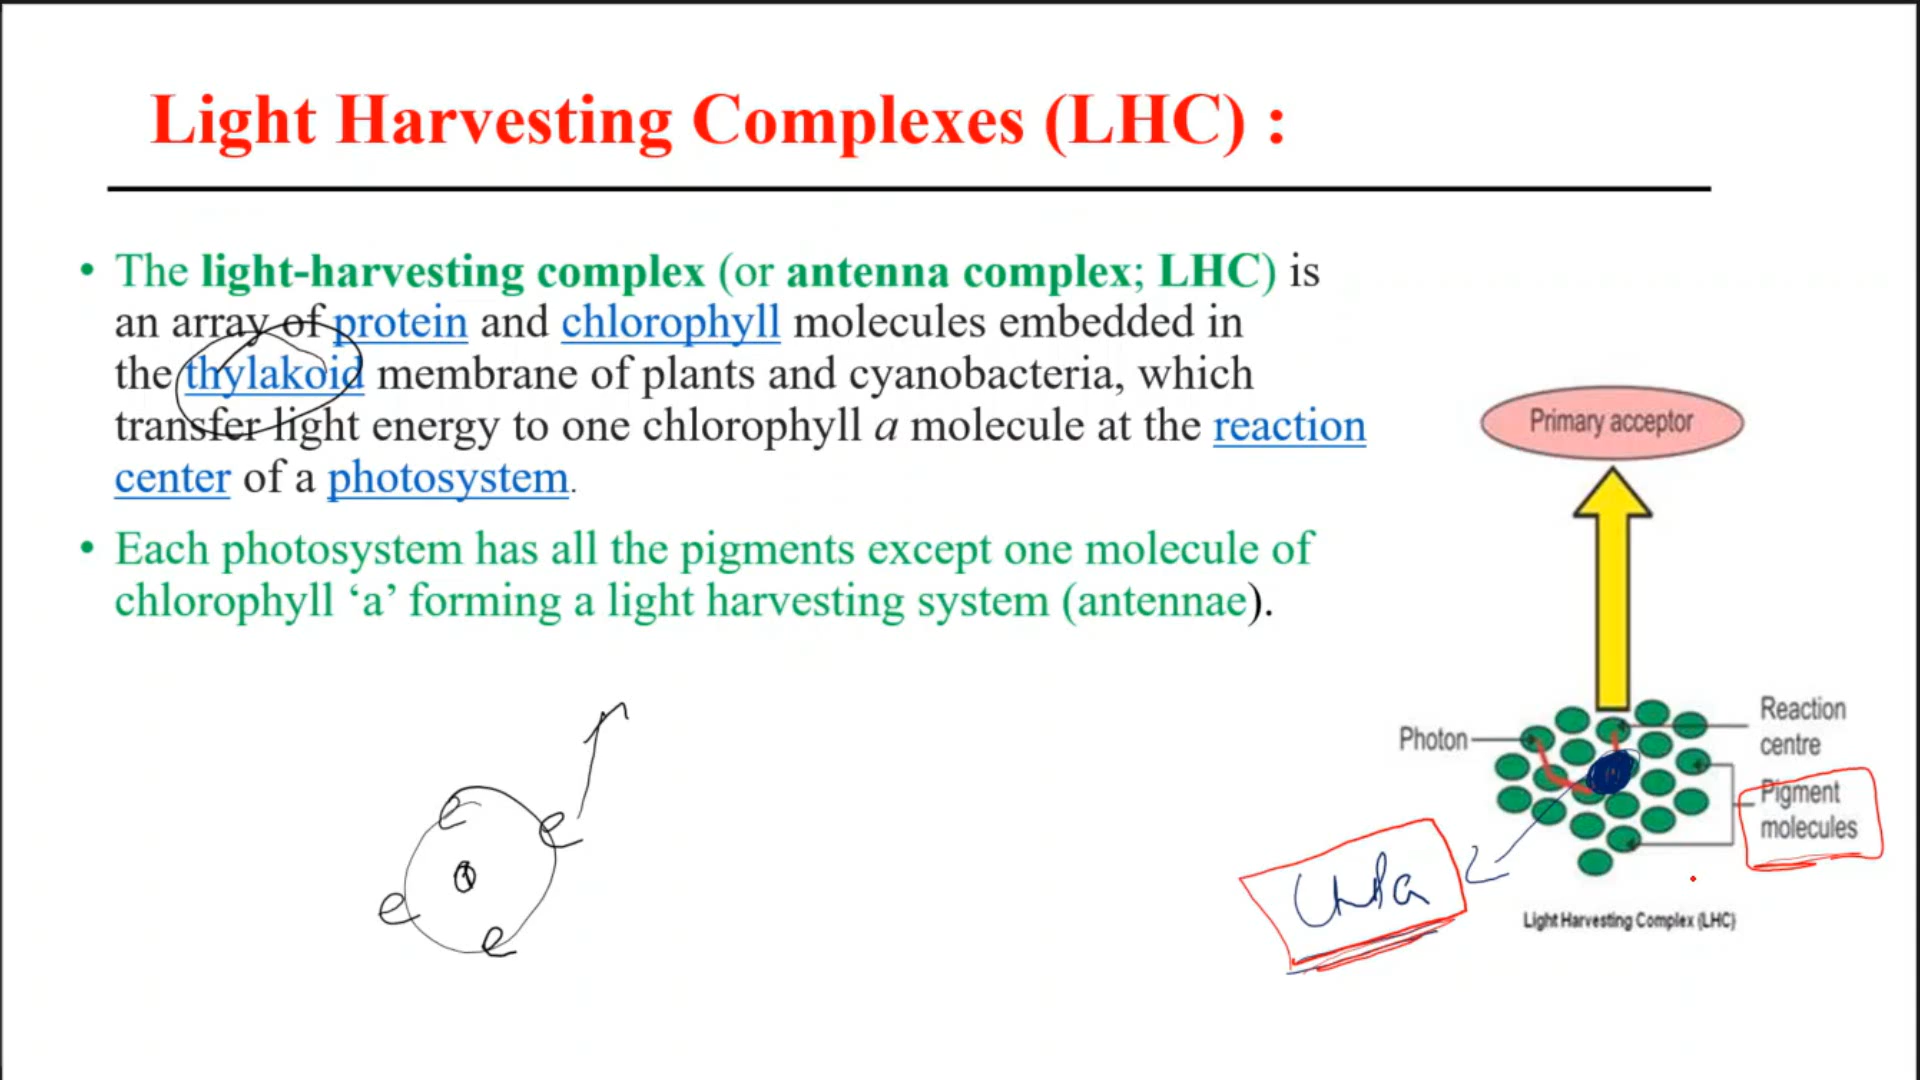 Light Harvesting Complexes (LHC) :
• The light-harvesting complex (or antenna complex; LHC) is
an array of protein and chlorophyll molecules embedded in
the thylakoid membrane of plants and cyanobacteria, which
transfer light energy to one chlorophyll a molecule at the reaction
center of a photosystem.
• Each photosystem has all the pigments except one molecule of
chlorophyll ‘a’ forming a light harvesting system (antennae).
Primary acceptor
Photon
Reaction
centre
Pigment
molecules
Light Harvesting Complex (LHC)
e
e
e
e